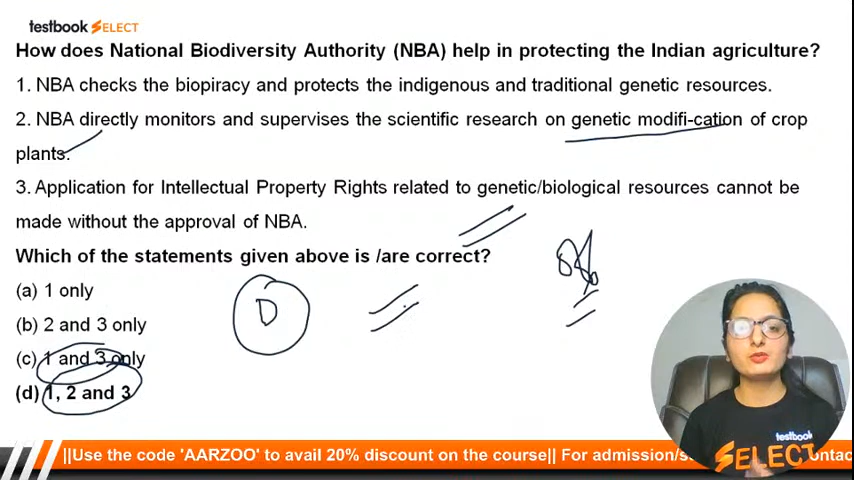 testbook SELECT
How does National Biodiversity Authority (NBA) help in protecting the Indian agriculture?
1. NBA checks the biopiracy and protects the indigenous and traditional genetic resources.
2. NBA directly monitors and supervises the scientific research on genetic modifi-cation of crop
plants.
3. Application for Intellectual Property Rights related to genetic/biological resources cannot be
made without the approval of NBA.
Which of the statements given above is /are correct?
(a) 1 only
D
(b) 2 and 3 only
(c) 1 and 3 only
(d) 1, 2 and 3
testbook
SELECT
||Use the code 'AARZOO' to avail 20% discount on the course|| For admission/s